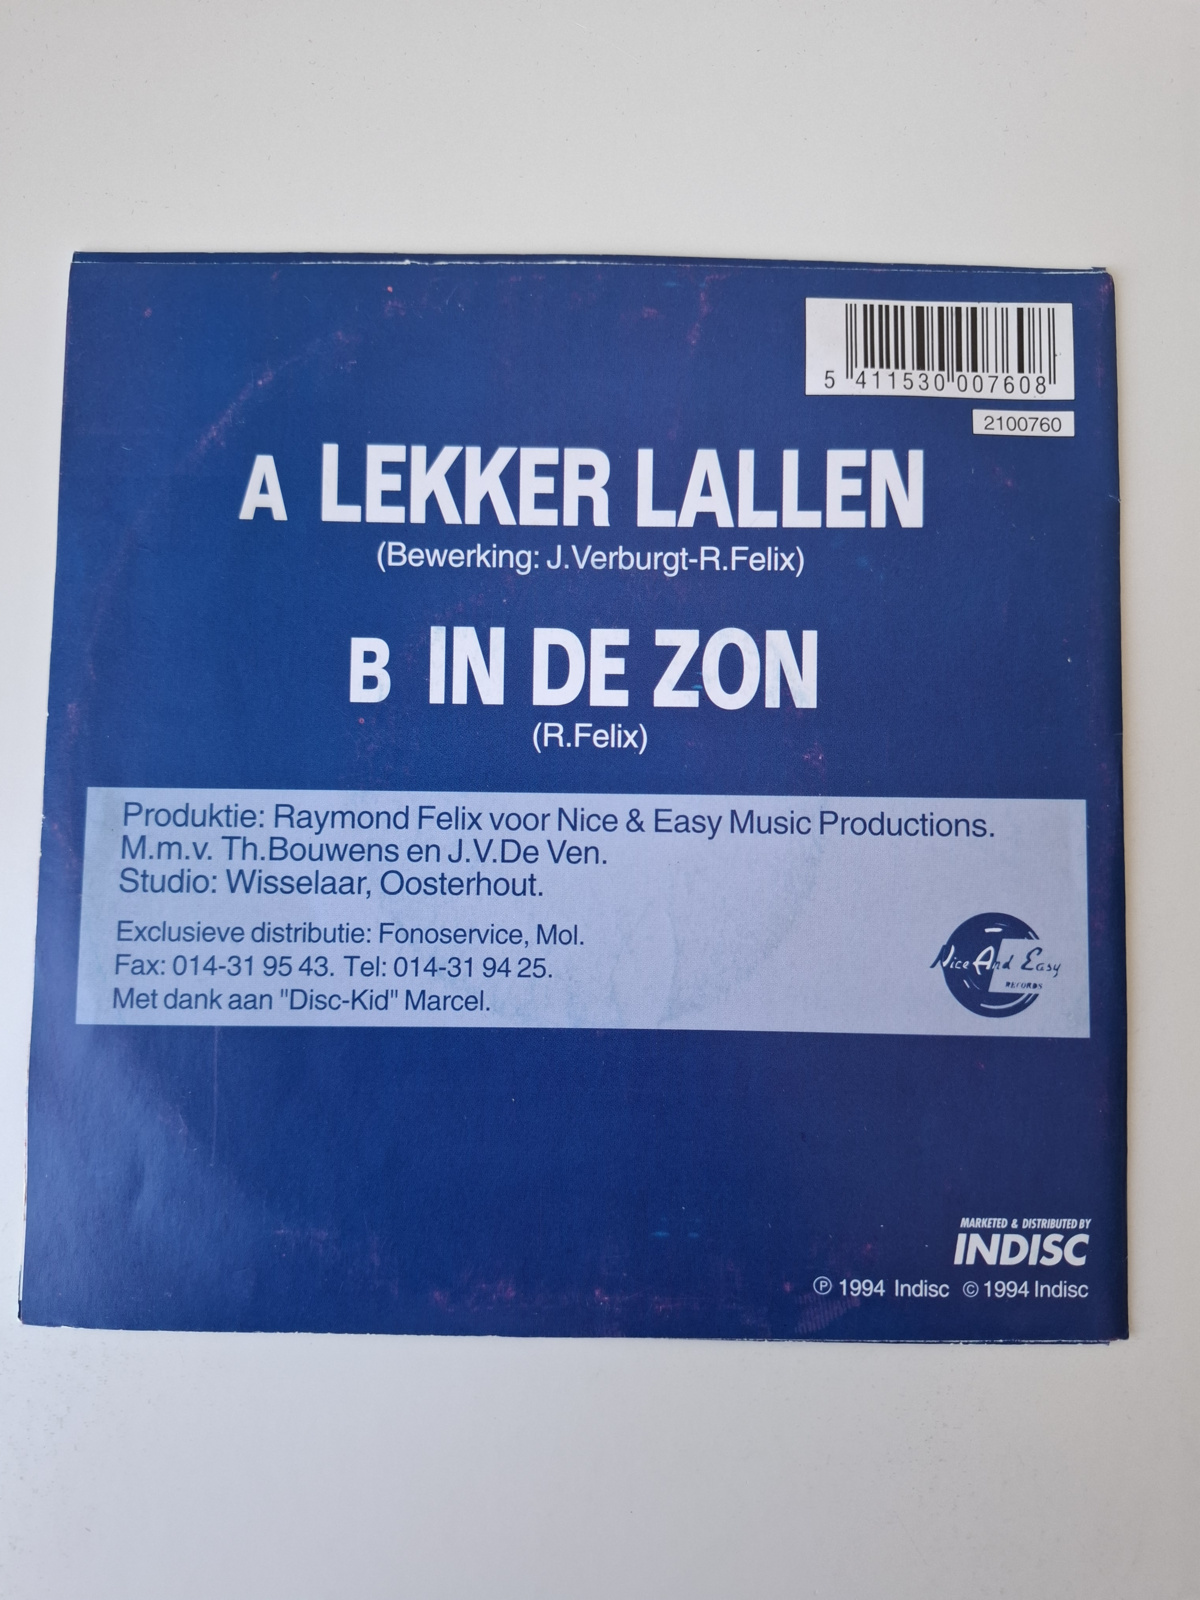 5 411530 007608
2100760
A LEKKER LALLEN
(Bewerking: J.Verburgt-R.Felix)
B IN DE ZON
(R.Felix)
Produktie: Raymond Felix voor Nice & Easy Music Productions.
M.m.v. Th.Bouwens en J.V.De Ven.
Studio: Wisselaar, Oosterhout.
Exclusieve distributie: Fonoservice, Mol.
Fax: 014-31 95 43. Tel: 014-31 94 25.
Met dank aan "Disc-Kid" Marcel.
Nice And Easy
RECORDS
MARKETED & DISTRIBUTED BY
INDISC
℗ 1994 Indisc © 1994 Indisc